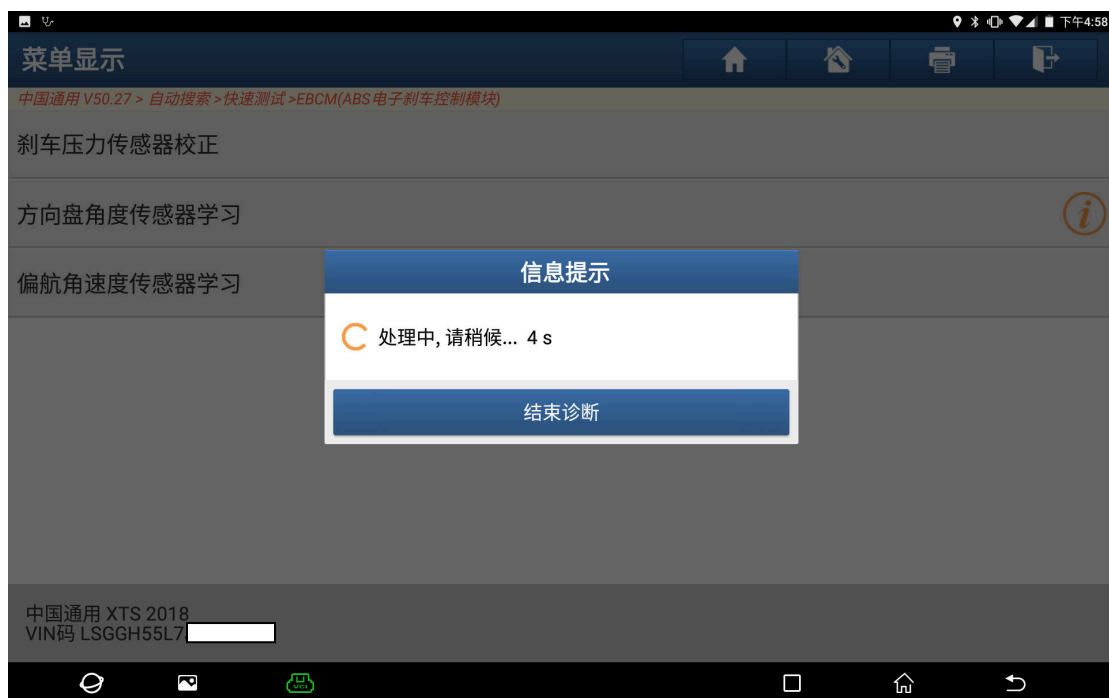 下午4:58
菜单显示
中国通用 V50.27 > 自动搜索 >快速测试 >EBCM(ABS电子刹车控制模块)
刹车压力传感器校正
方向盘角度传感器学习
i
偏航角速度传感器学习
信息提示
处理中, 请稍候... 4 s
结束诊断
中国通用 XTS 2018
VIN码 LSGGH55L7
VCI